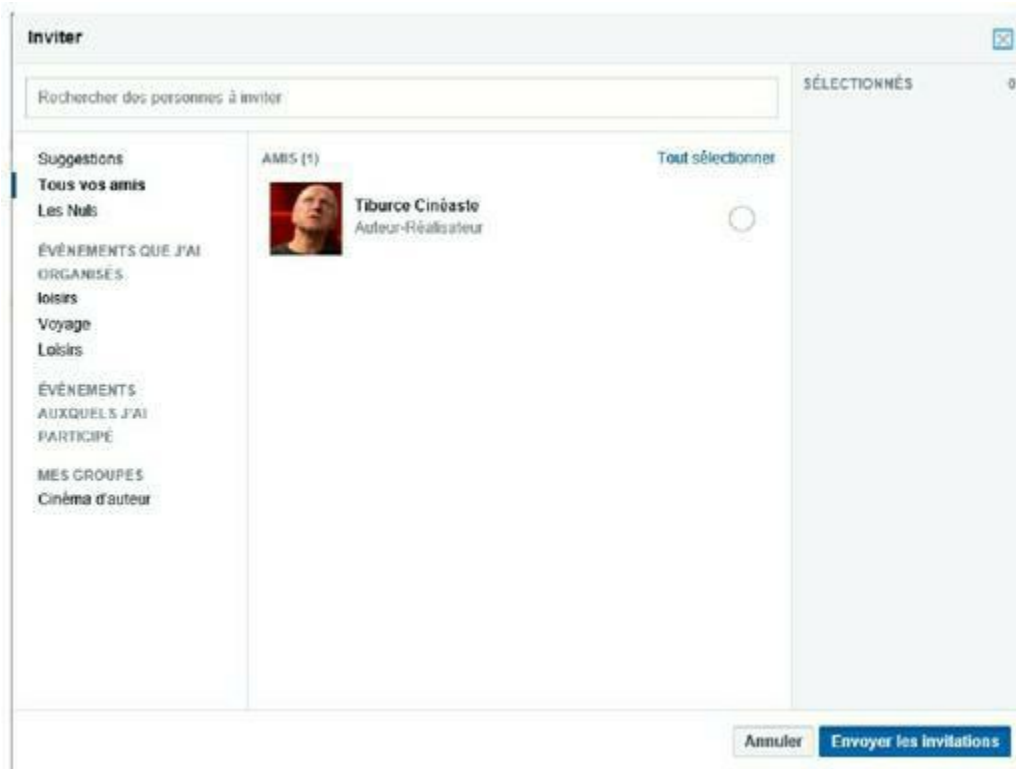 Inviter
Rechercher des personnes à inviter
SÉLECTIONNÉS 0
Suggestions
Tous vos amis
Les Nuls
ÉVÉNEMENTS QUE J'AI
ORGANISÉS
loisirs
Voyage
Loisirs
ÉVÉNEMENTS
AUXQUELS J'AI
PARTICIPÉ
MES GROUPES
Cinéma d'auteur
AMIS (1)
Tout sélectionner
Tiburce Cinéaste
Auteur-Réalisateur
Annuler
Envoyer les invitations